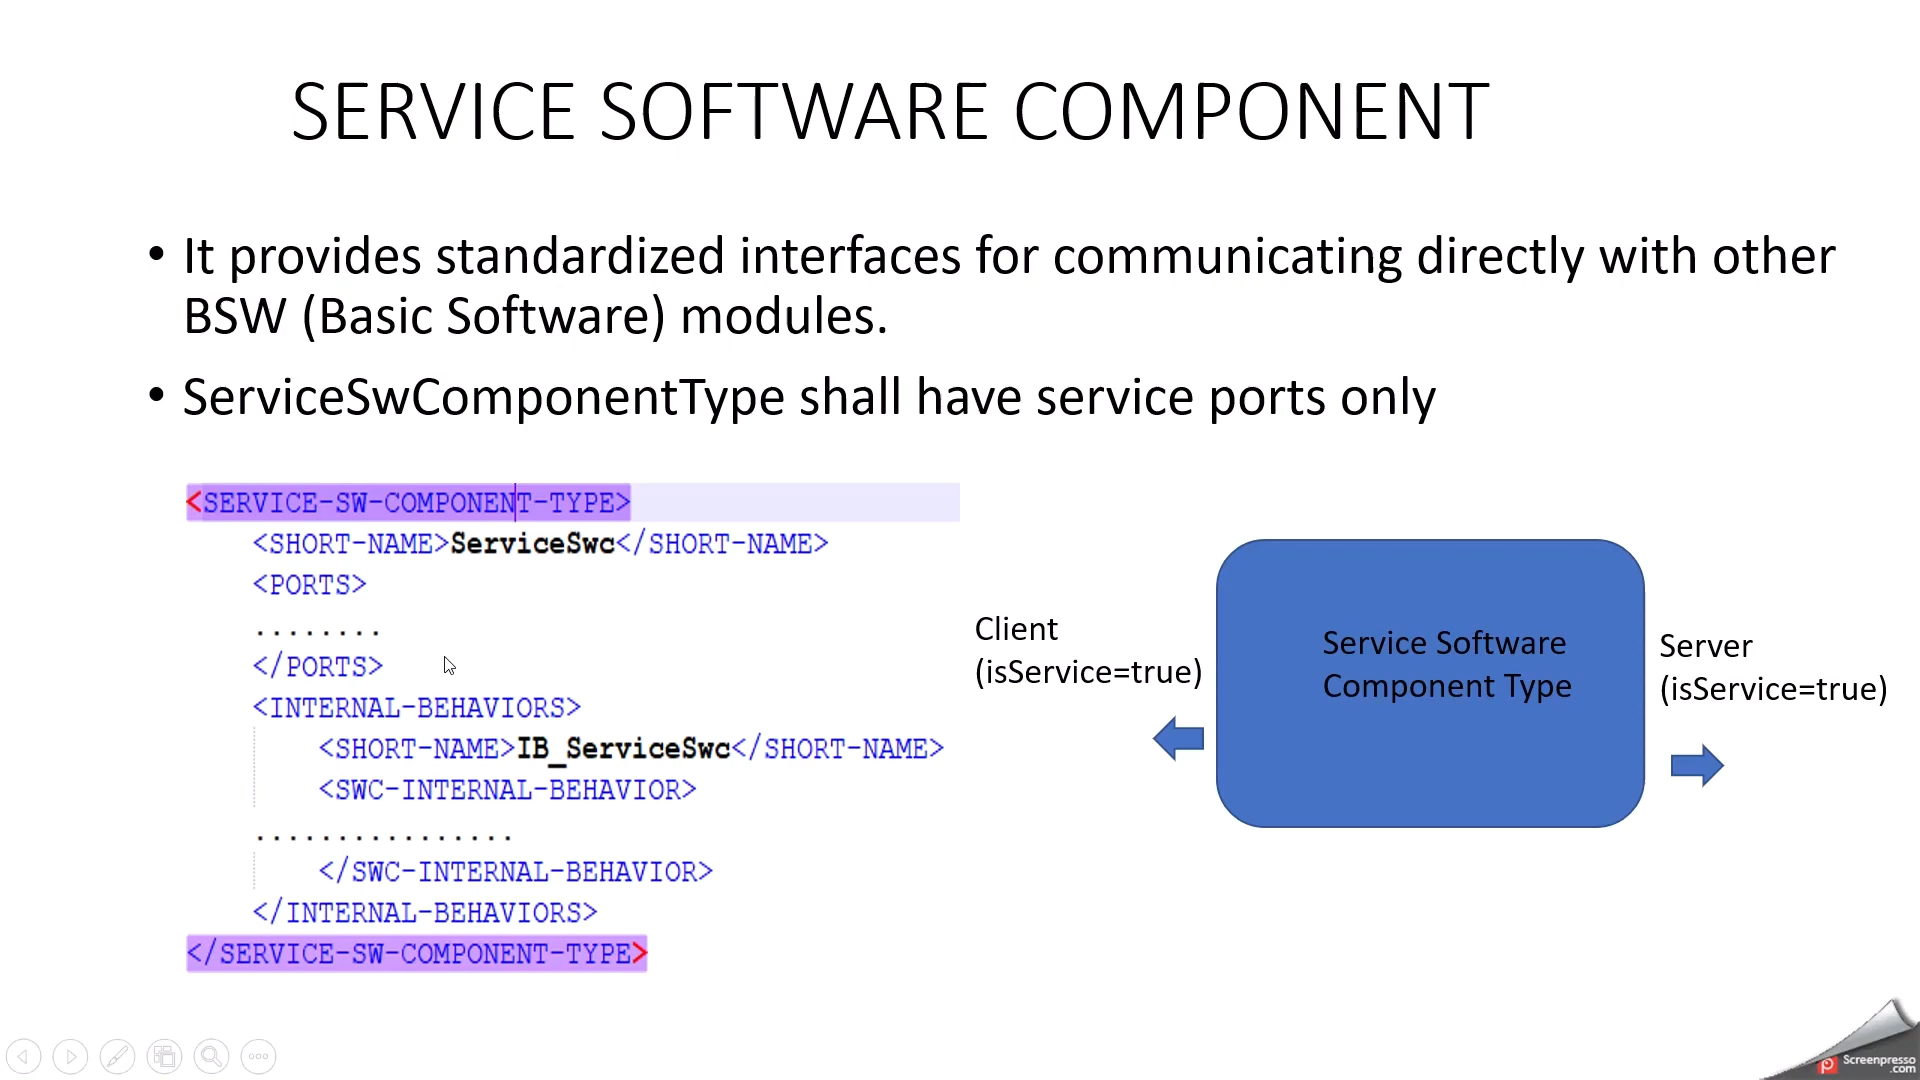 SERVICE SOFTWARE COMPONENT
• It provides standardized interfaces for communicating directly with other
BSW (Basic Software) modules.
• ServiceSwComponentType shall have service ports only
<SERVICE-SW-COMPONENT-TYPE>
<SHORT-NAME>ServiceSwc</SHORT-NAME>
<PORTS>
........
</PORTS>
<INTERNAL-BEHAVIORS>
<SHORT-NAME>IB_ServiceSwc</SHORT-NAME>
<SWC-INTERNAL-BEHAVIOR>
................
</SWC-INTERNAL-BEHAVIOR>
</INTERNAL-BEHAVIORS>
</SERVICE-SW-COMPONENT-TYPE>
Client
(isService=true)
Service Software
Component Type
Server
(isService=true)
Screenpresso
.com